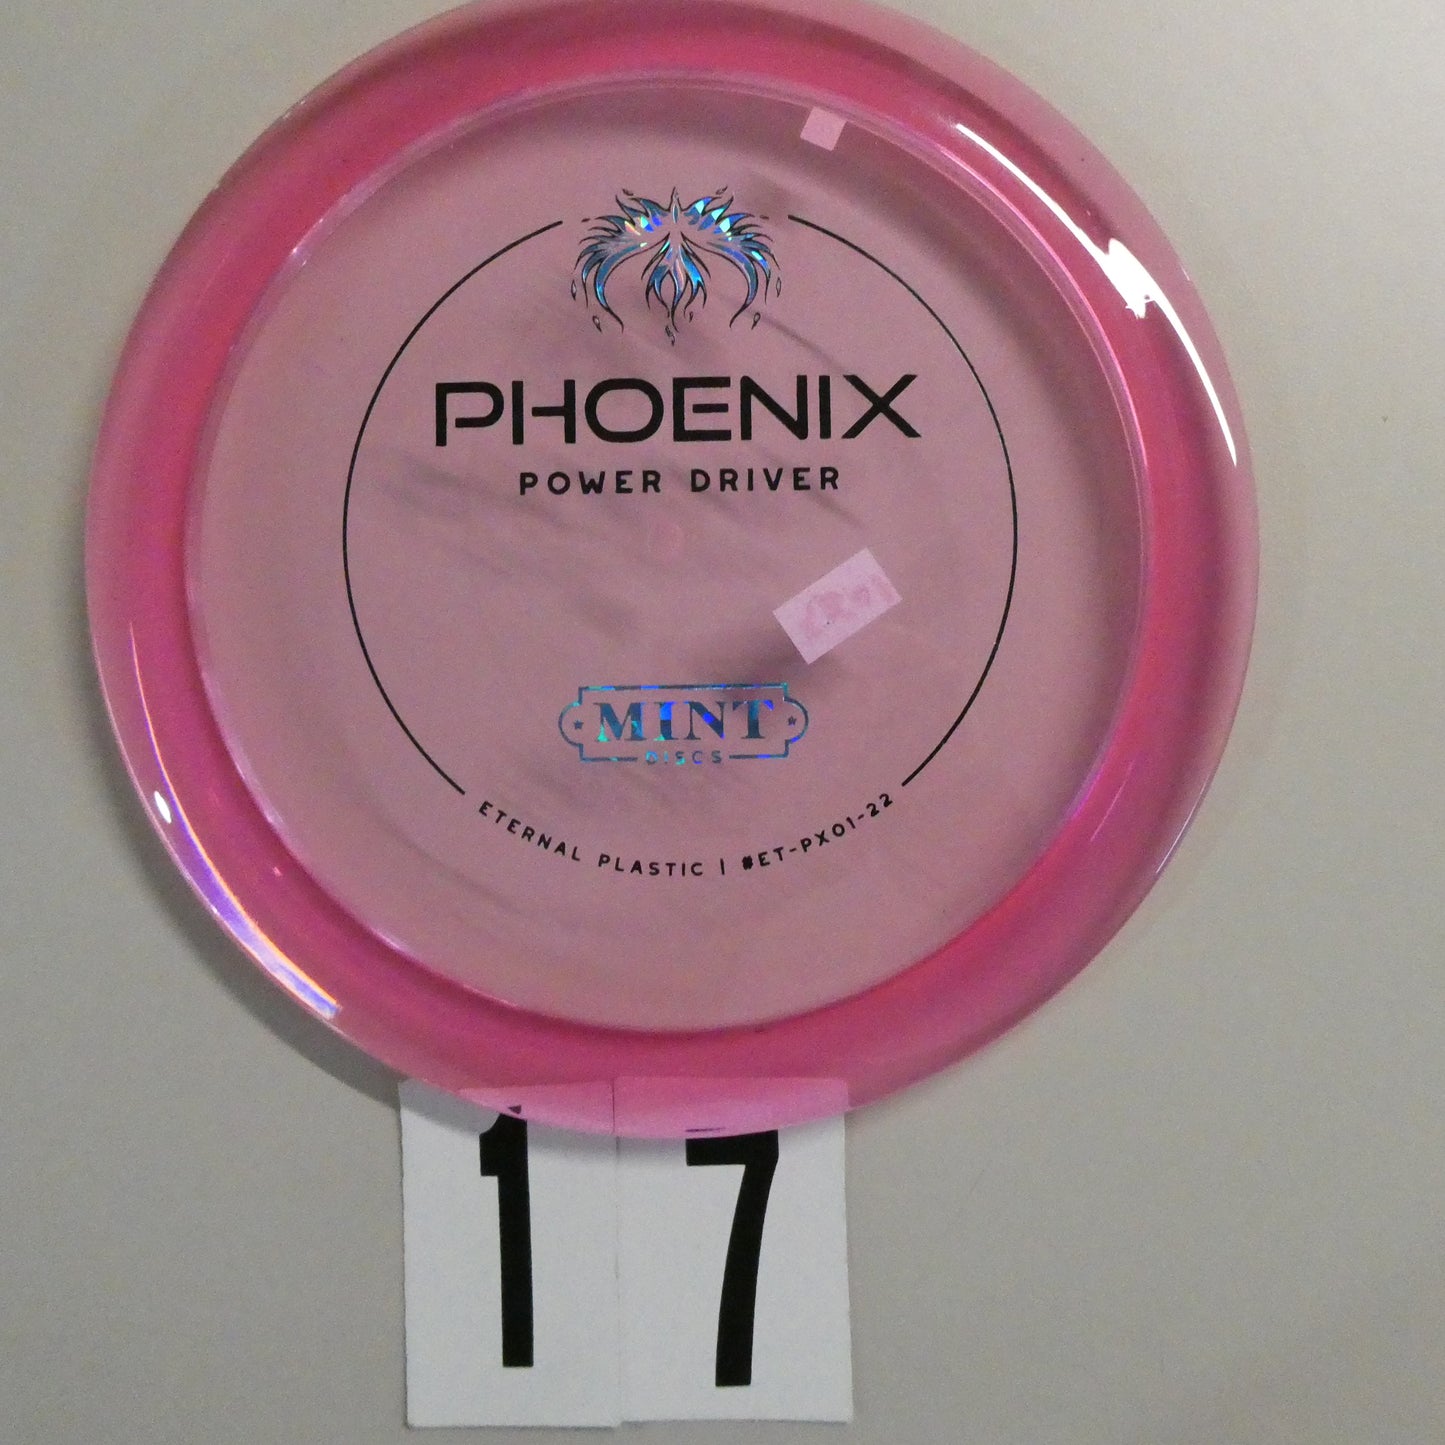 PHOENIX
POWER DRIVER
MINT
DISCS
ETERNAL PLASTIC | #ET-PX01-22
17